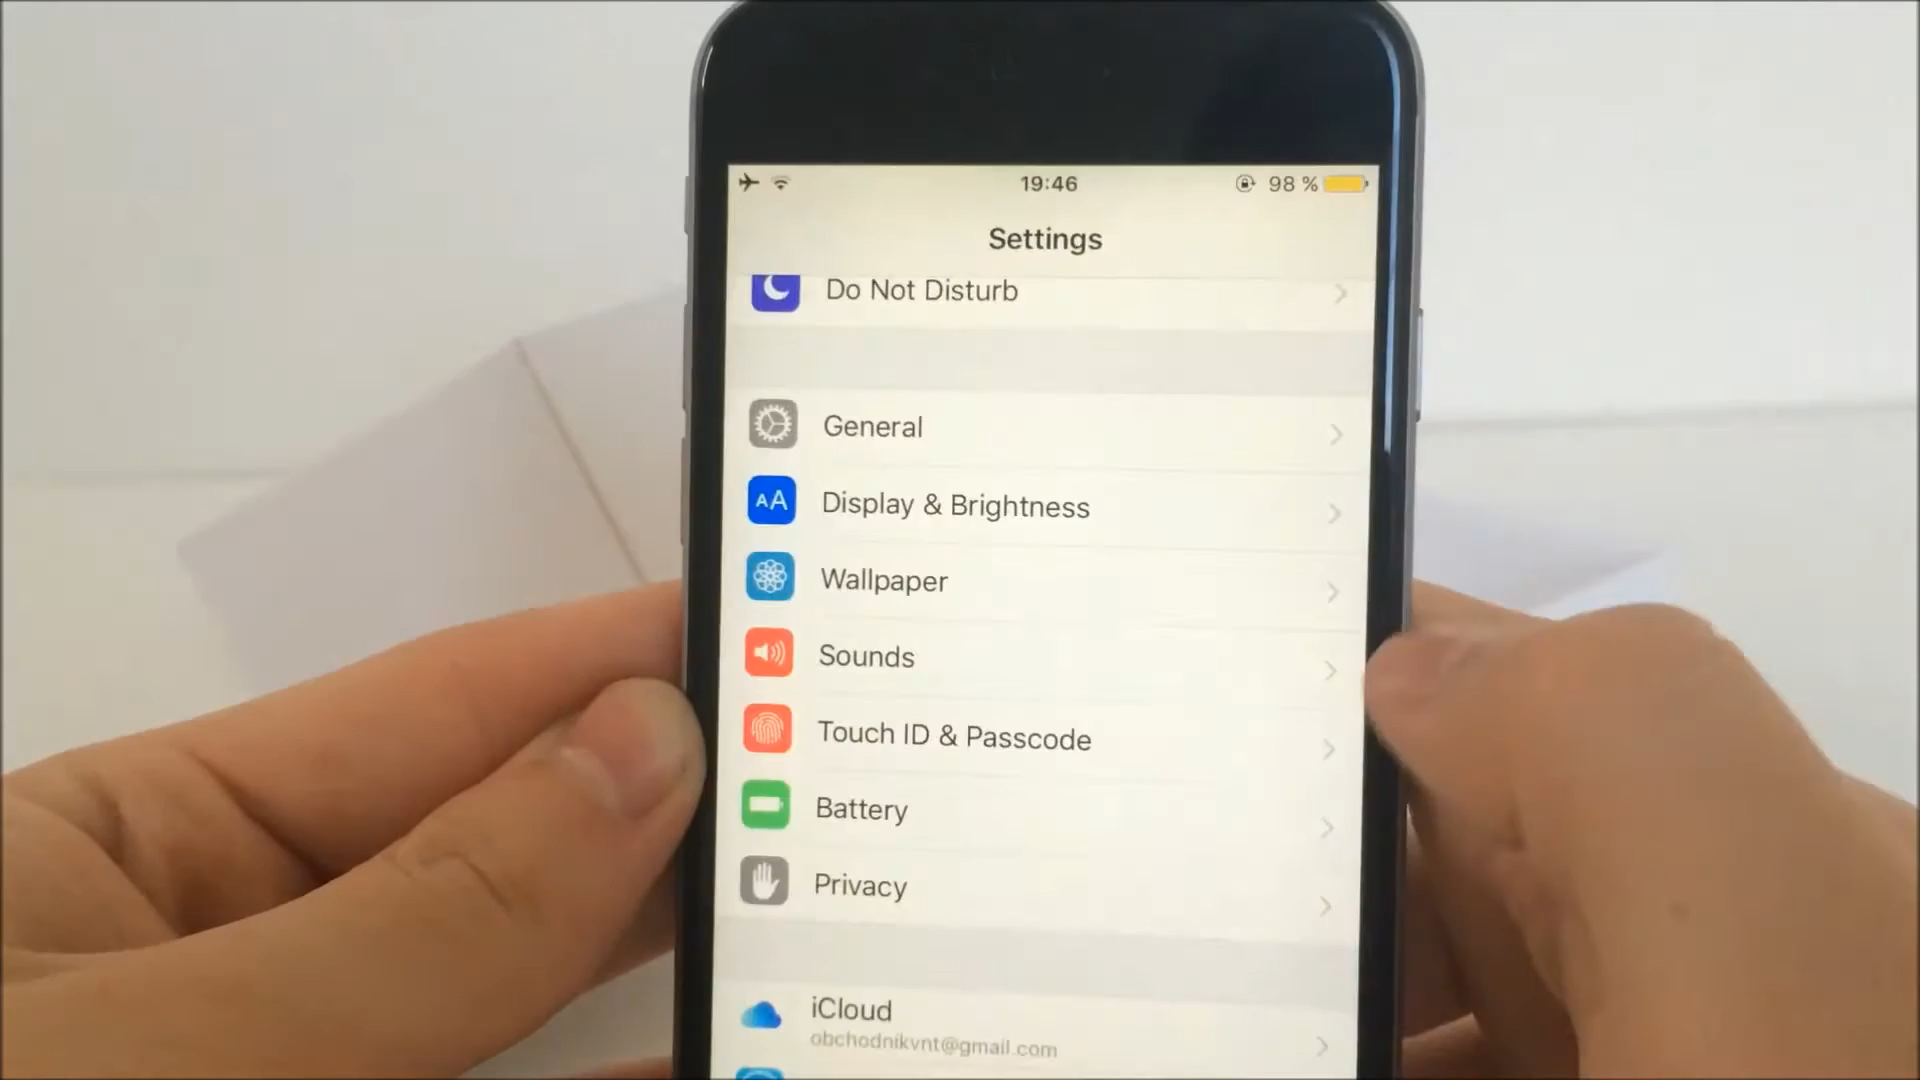 19:46
98 %
Settings
Do Not Disturb
General
AA
Display & Brightness
Wallpaper
Sounds
Touch ID & Passcode
Battery
Privacy
iCloud
obchodnikvnt@gmail.com